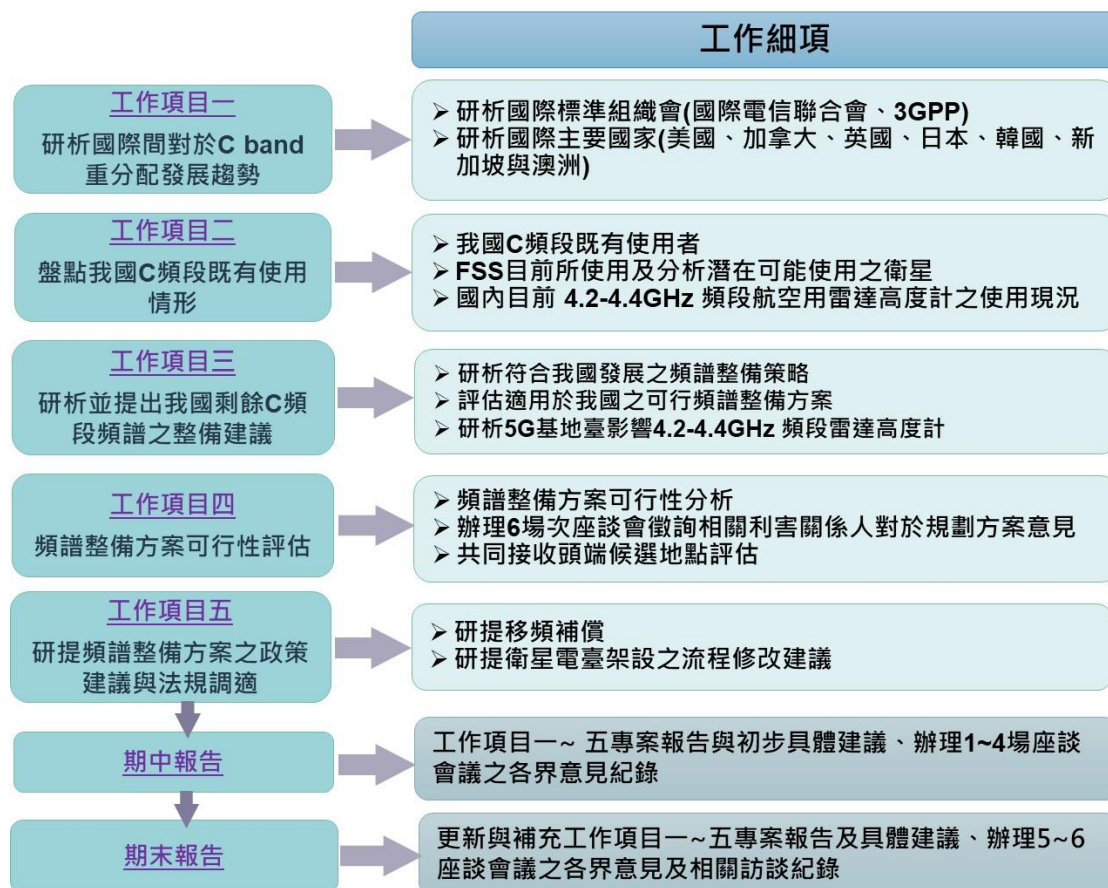 工作細項
工作項目一
研析國際間對於C band
重分配發展趨勢
➢ 研析國際標準組織會(國際電信聯合會、3GPP)
➢ 研析國際主要國家(美國、加拿大、英國、日本、韓國、新
加坡與澳洲)
工作項目二
盤點我國C頻段既有使用
情形
➢ 我國C頻段既有使用者
➢ FSS目前所使用及分析潛在可能使用之衛星
➢ 國內目前 4.2-4.4GHz 頻段航空用雷達高度計之使用現況
工作項目三
研析並提出我國剩餘C頻
段頻譜之整備建議
➢ 研析符合我國發展之頻譜整備策略
➢ 評估適用於我國之可行頻譜整備方案
➢ 研析5G基地臺影響4.2-4.4GHz 頻段雷達高度計
工作項目四
頻譜整備方案可行性評估
➢ 頻譜整備方案可行性分析
➢ 辦理6場次座談會徵詢相關利害關係人對於規劃方案意見
➢ 共同接收頭端候選地點評估
工作項目五
研提頻譜整備方案之政策
建議與法規調適
➢ 研提移頻補償
➢ 研提衛星電臺架設之流程修改建議
期中報告
工作項目一~ 五專案報告與初步具體建議、辦理1~4場座談
會議之各界意見紀錄
期末報告
更新與補充工作項目一~五專案報告及具體建議、辦理5~6
座談會議之各界意見及相關訪談紀錄